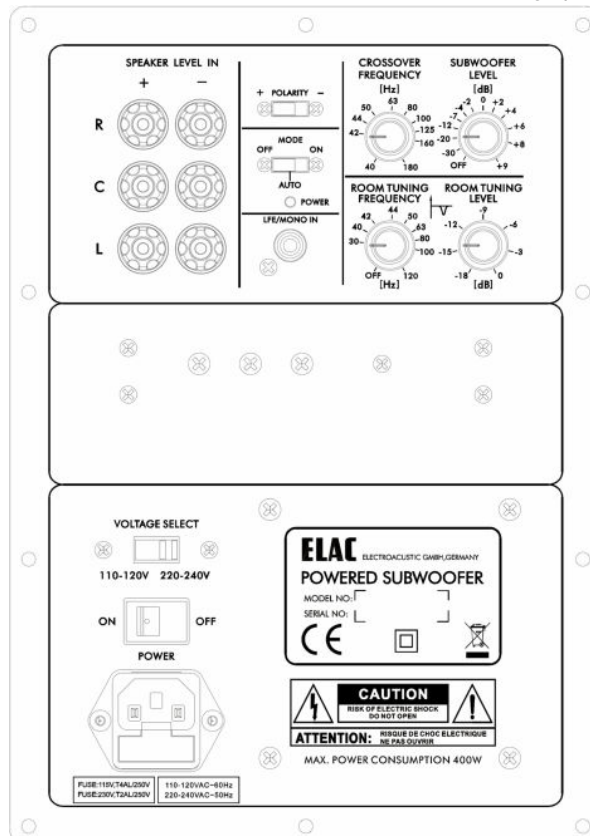 SPEAKER LEVEL IN
+ −
R
C
L
+ POLARITY −
MODE
OFF ON
AUTO
POWER
LFE/MONO IN
CROSSOVER
FREQUENCY
[Hz]
63
50 80
44 100
42 125
160
40 180
SUBWOOFER
LEVEL
[dB]
0
-2 +2
-4 +4
-7
-12 +6
-20 +8
-30
OFF +9
ROOM TUNING
FREQUENCY
44
42 50
40 63
30 80
100
OFF 120
[Hz]
V
ROOM TUNING
LEVEL
-9
-12 -6
-15 -3
-18 0
[dB]
VOLTAGE SELECT
110-120V 220-240V
ON OFF
POWER
FUSE:115V,T4AL/250V
FUSE:230V,T2AL/250V
110-120VAC~60Hz
220-240VAC~50Hz
ELAC ELECTROACUSTIC GMBH,GERMANY
POWERED SUBWOOFER
MODEL NO:
SERIAL NO:
CE
CAUTION
RISK OF ELECTRIC SHOCK
DO NOT OPEN
ATTENTION: RISQUE DE CHOC ELECTRIQUE
NE PAS OUVRIR
MAX. POWER CONSUMPTION 400W